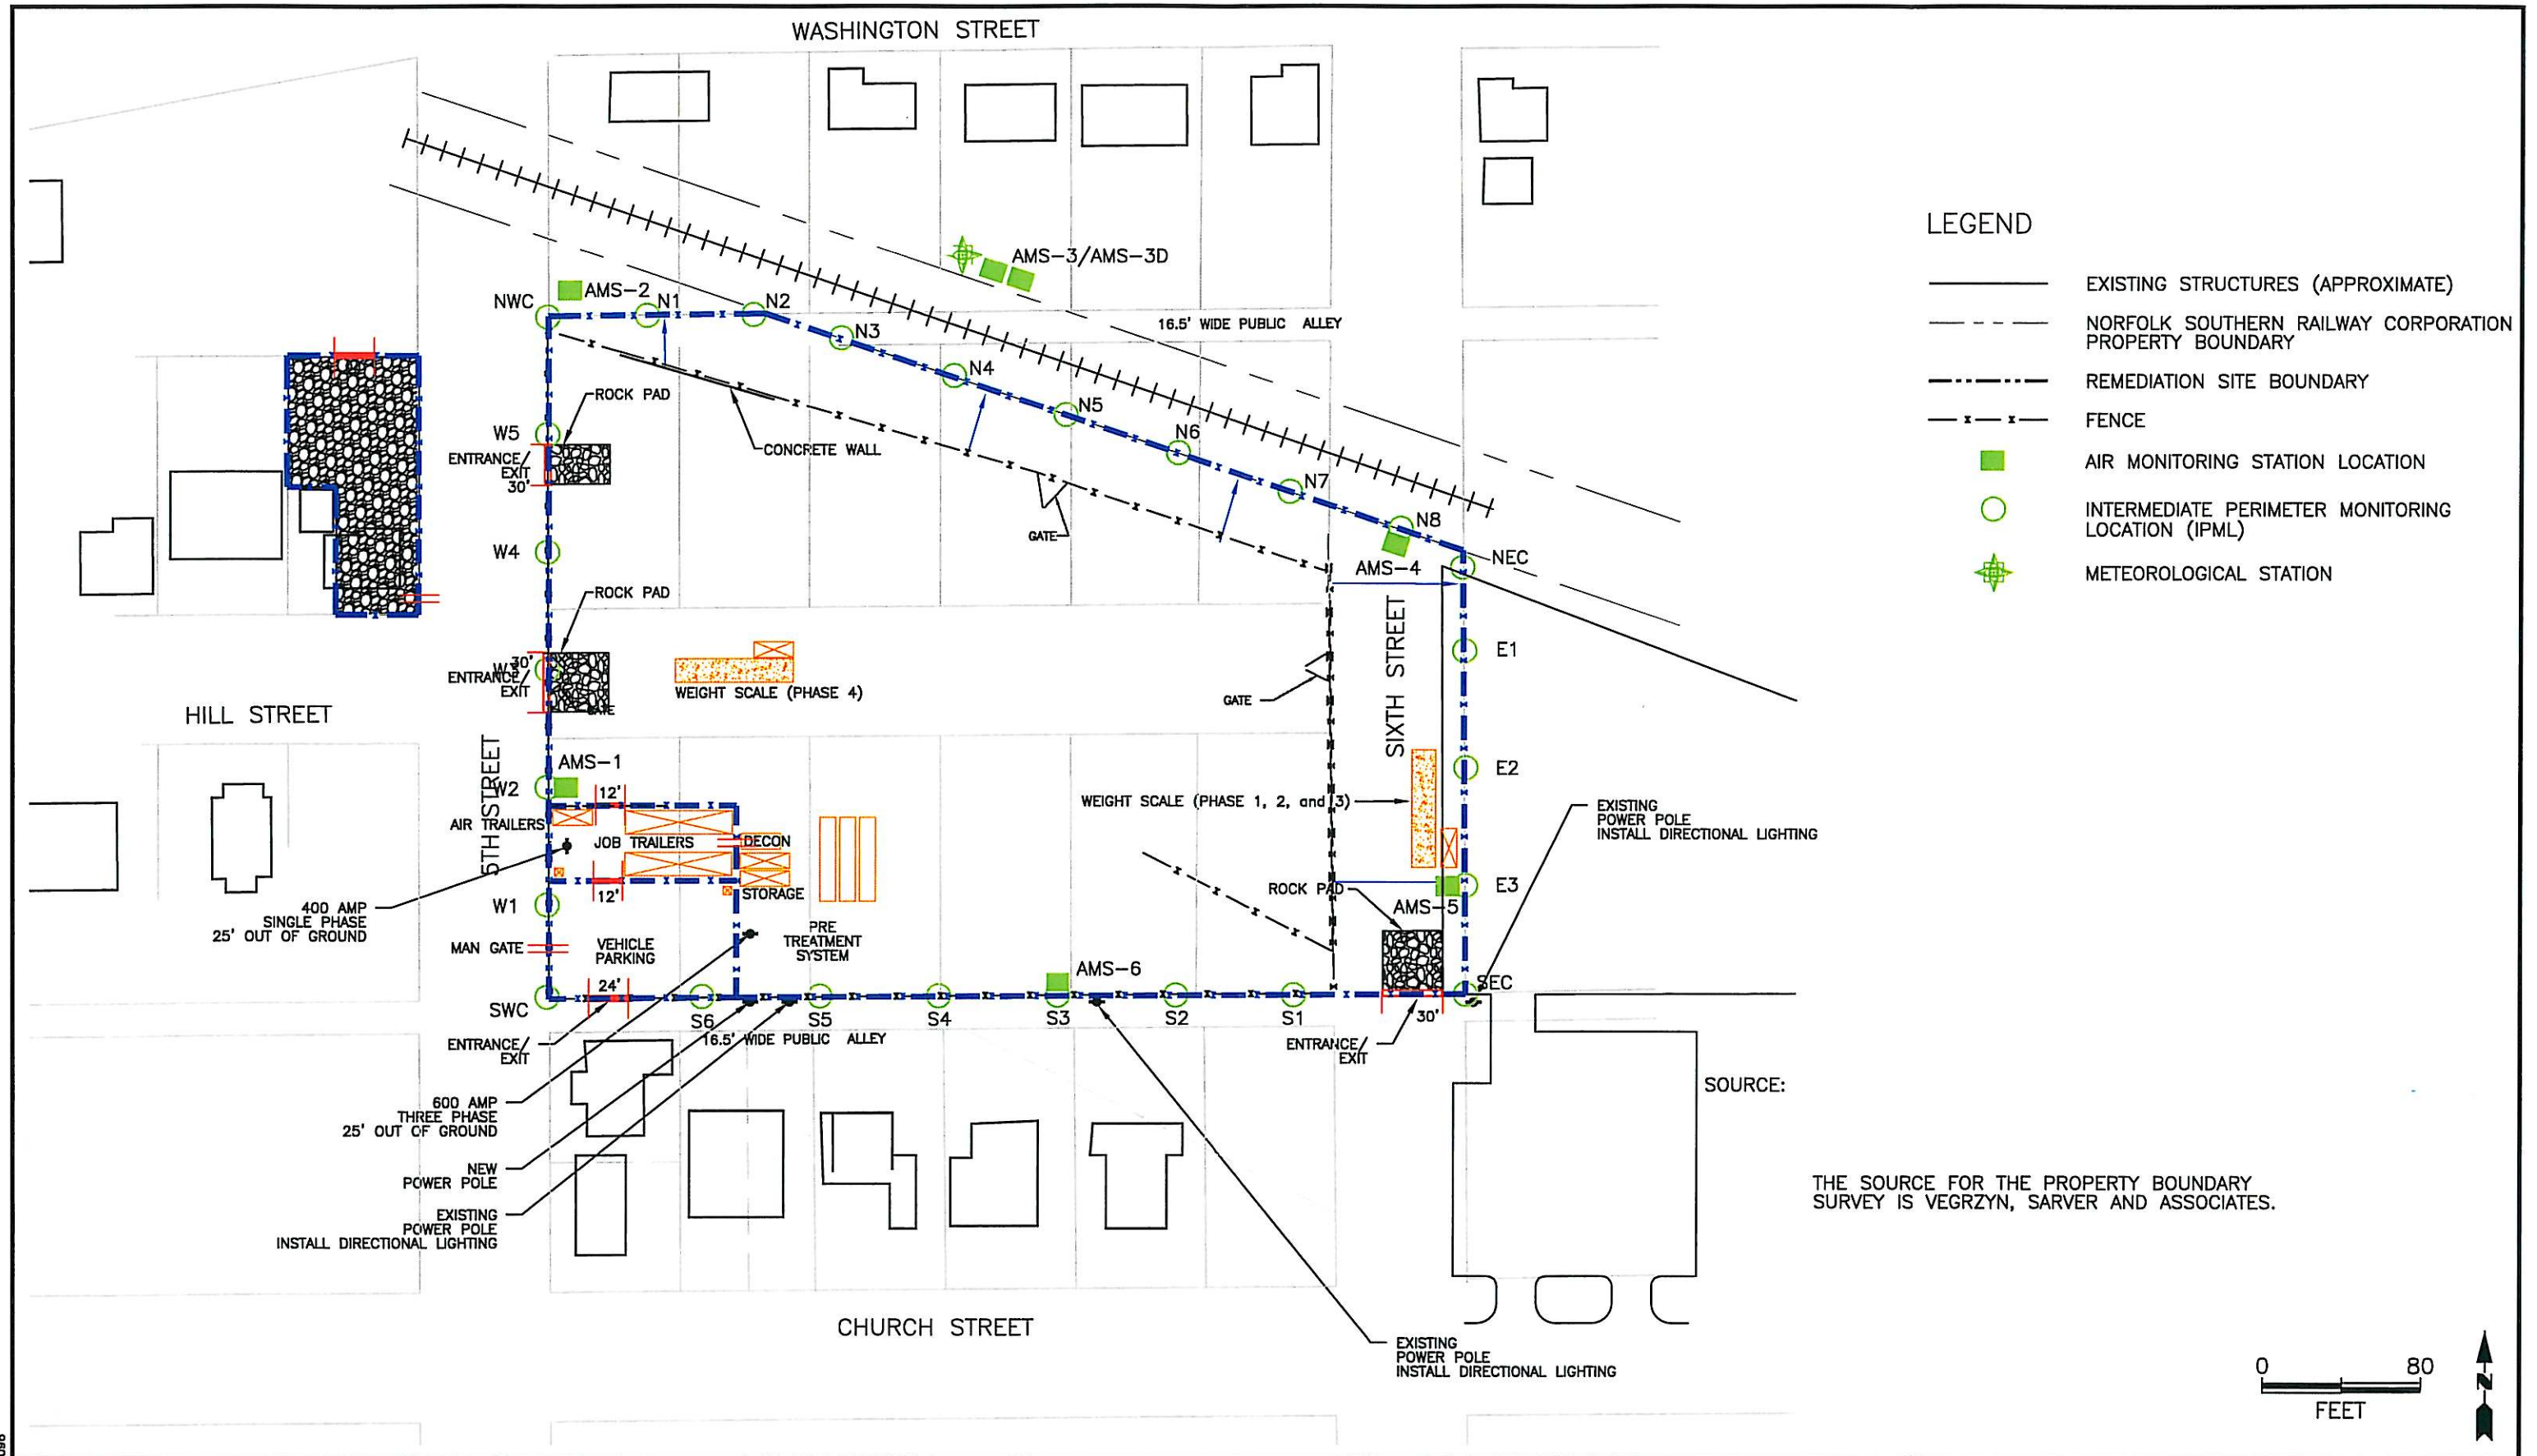 WASHINGTON STREET
LEGEND
EXISTING STRUCTURES (APPROXIMATE)
NORFOLK SOUTHERN RAILWAY CORPORATION
PROPERTY BOUNDARY
REMEDIATION SITE BOUNDARY
FENCE
AIR MONITORING STATION LOCATION
INTERMEDIATE PERIMETER MONITORING
LOCATION (IPML)
METEOROLOGICAL STATION
AMS-3/AMS-3D
AMS-2
NWC
N1
N2
N3
N4
N5
N6
N7
N8
NEC
16.5' WIDE PUBLIC ALLEY
ROCK PAD
W5
ENTRANCE/
EXIT
30'
CONCRETE WALL
GATE
W4
AMS-4
ROCK PAD
SIXTH STREET
E1
W3
30'
ENTRANCE/
EXIT
GATE
WEIGHT SCALE (PHASE 4)
GATE
HILL STREET
5TH STREET
AMS-1
W2
12'
E2
AIR TRAILERS
JOB TRAILERS
DECON
WEIGHT SCALE (PHASE 1, 2, and 3)
EXISTING
POWER POLE
INSTALL DIRECTIONAL LIGHTING
12'
STORAGE
ROCK PAD
E3
AMS-5
W1
400 AMP
SINGLE PHASE
25' OUT OF GROUND
MAN GATE
VEHICLE
PARKING
PRE
TREATMENT
SYSTEM
24'
AMS-6
SEC
SWC
S6
S5
S4
S3
S2
S1
30'
ENTRANCE/
EXIT
16.5' WIDE PUBLIC ALLEY
ENTRANCE/
EXIT
600 AMP
THREE PHASE
25' OUT OF GROUND
NEW
POWER POLE
EXISTING
POWER POLE
INSTALL DIRECTIONAL LIGHTING
SOURCE:
THE SOURCE FOR THE PROPERTY BOUNDARY
SURVEY IS VEGRZYN, SARVER AND ASSOCIATES.
CHURCH STREET
EXISTING
POWER POLE
INSTALL DIRECTIONAL LIGHTING
0 80
FEET
N